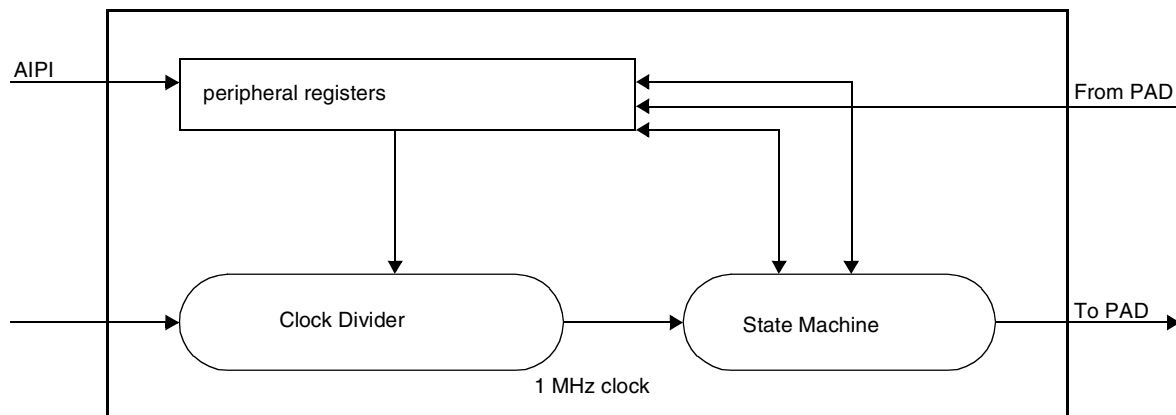 AIPI
peripheral registers
From PAD
Clock Divider
State Machine
To PAD
1 MHz clock